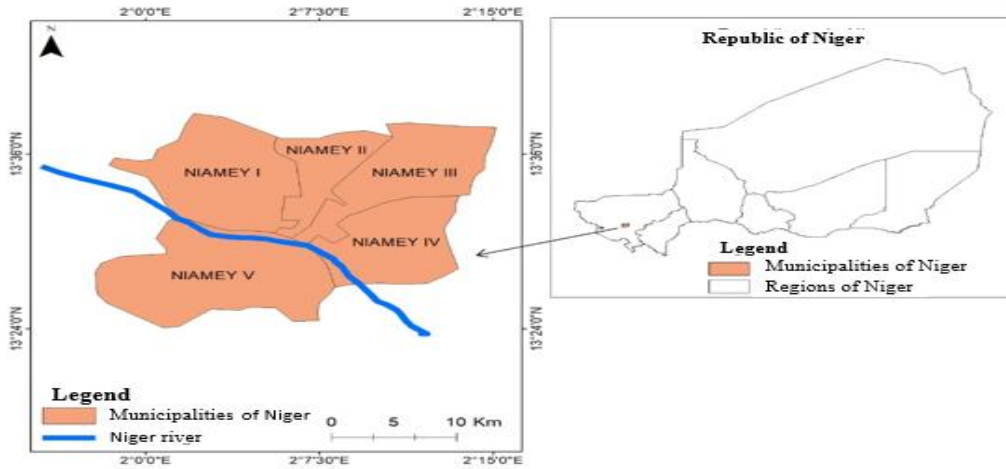 2°0'0"E 2°7'30"E 2°15'0"E
N
13°36'0"N
13°24'0"N
NIAMEY I
NIAMEY II
NIAMEY III
NIAMEY IV
NIAMEY V
Legend
Municipalities of Niger
Niger river
0 5 10 Km
2°0'0"E 2°7'30"E 2°15'0"E
13°36'0"N
13°24'0"N
Republic of Niger
Legend
Municipalities of Niger
Regions of Niger